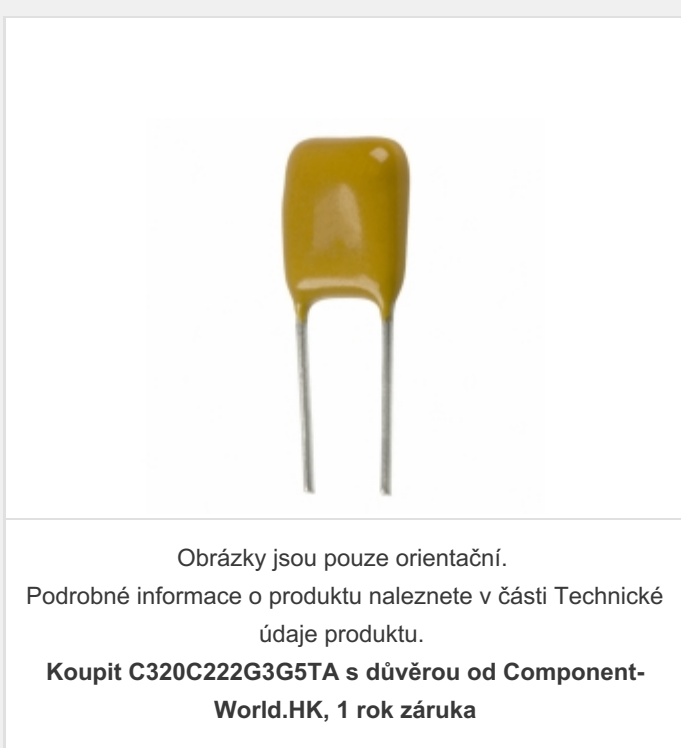 Obrázky jsou pouze orientační.
Podrobné informace o produktu naleznete v části Technické
údaje produktu.
Koupit C320C222G3G5TA s důvěrou od Component-
World.HK, 1 rok záruka